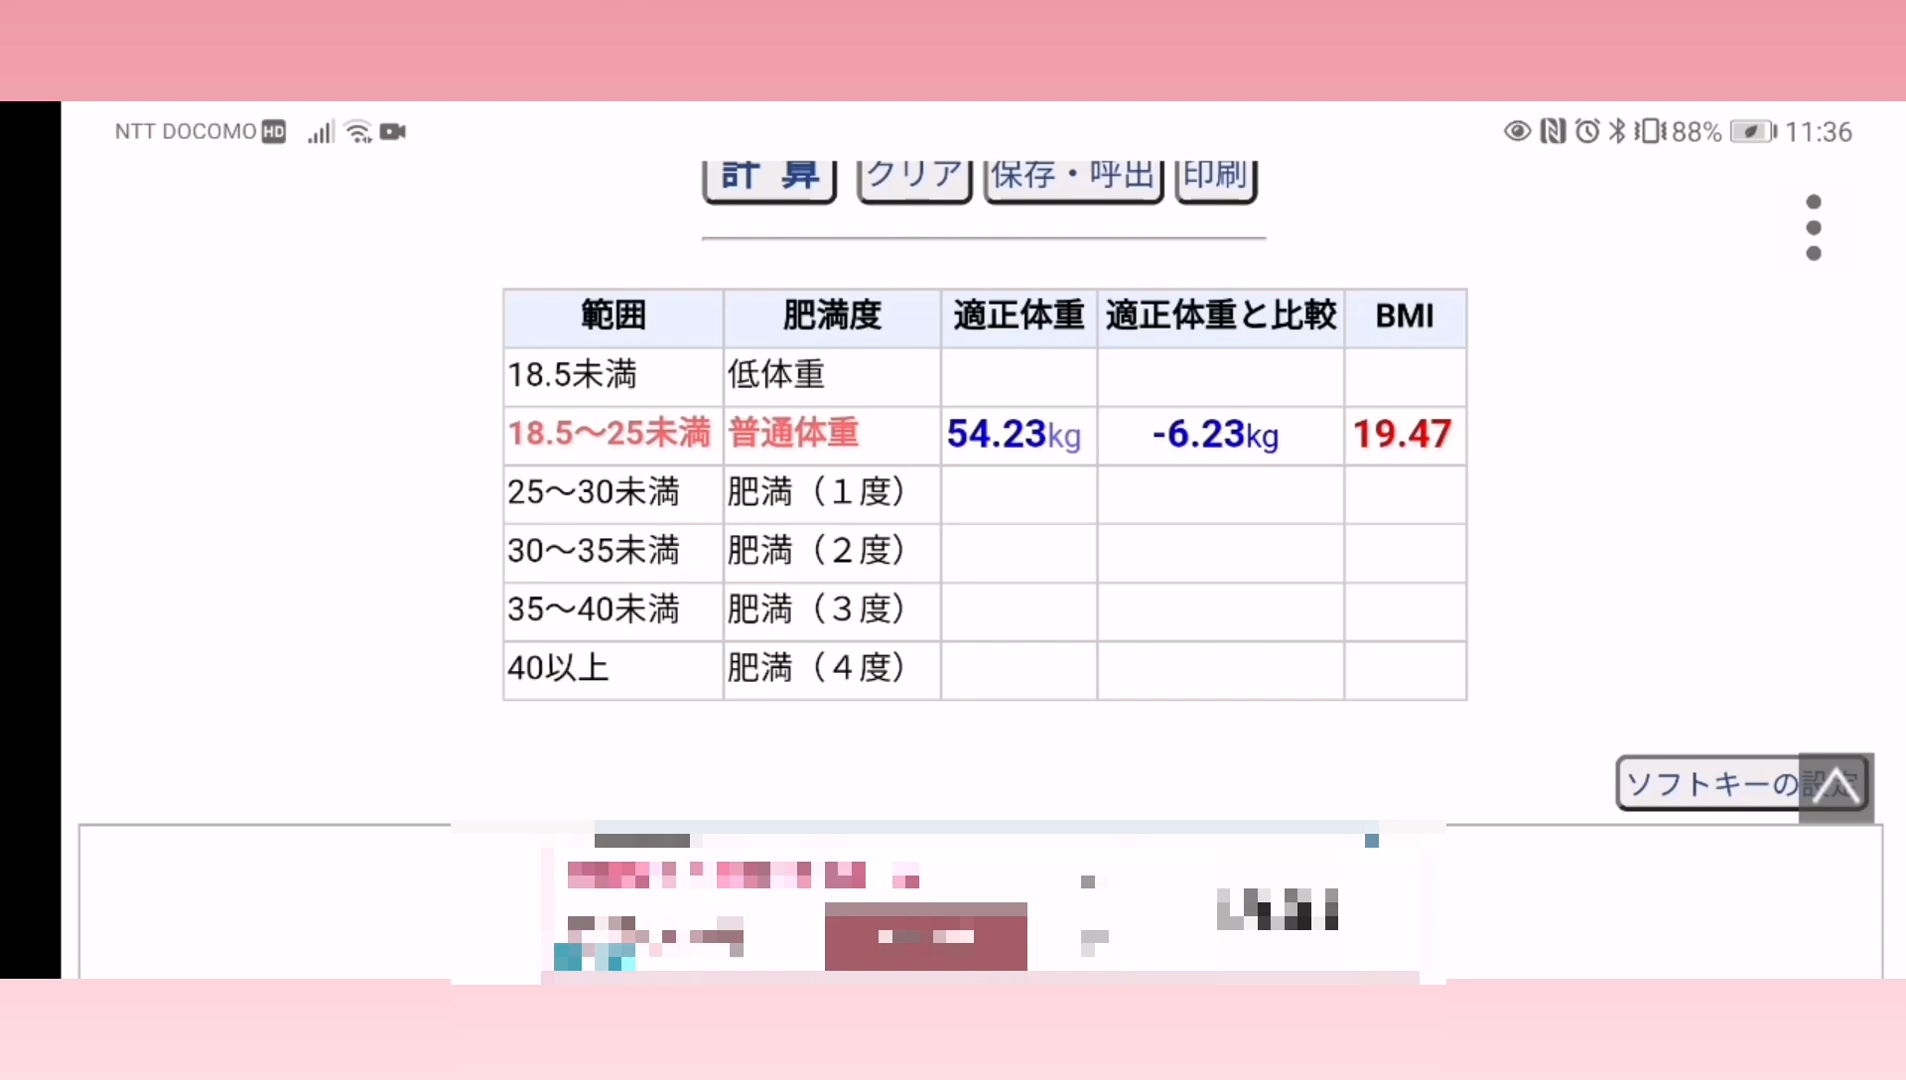 NTT DOCOMO HD 88% 11:36
計 算 クリア 保存・呼出 印刷
範囲 肥満度 適正体重 適正体重と比較 BMI
18.5未満 低体重
18.5～25未満 普通体重 54.23kg -6.23kg 19.47
25～30未満 肥満（１度）
30～35未満 肥満（２度）
35～40未満 肥満（３度）
40以上 肥満（４度）
ソフトキーの設定